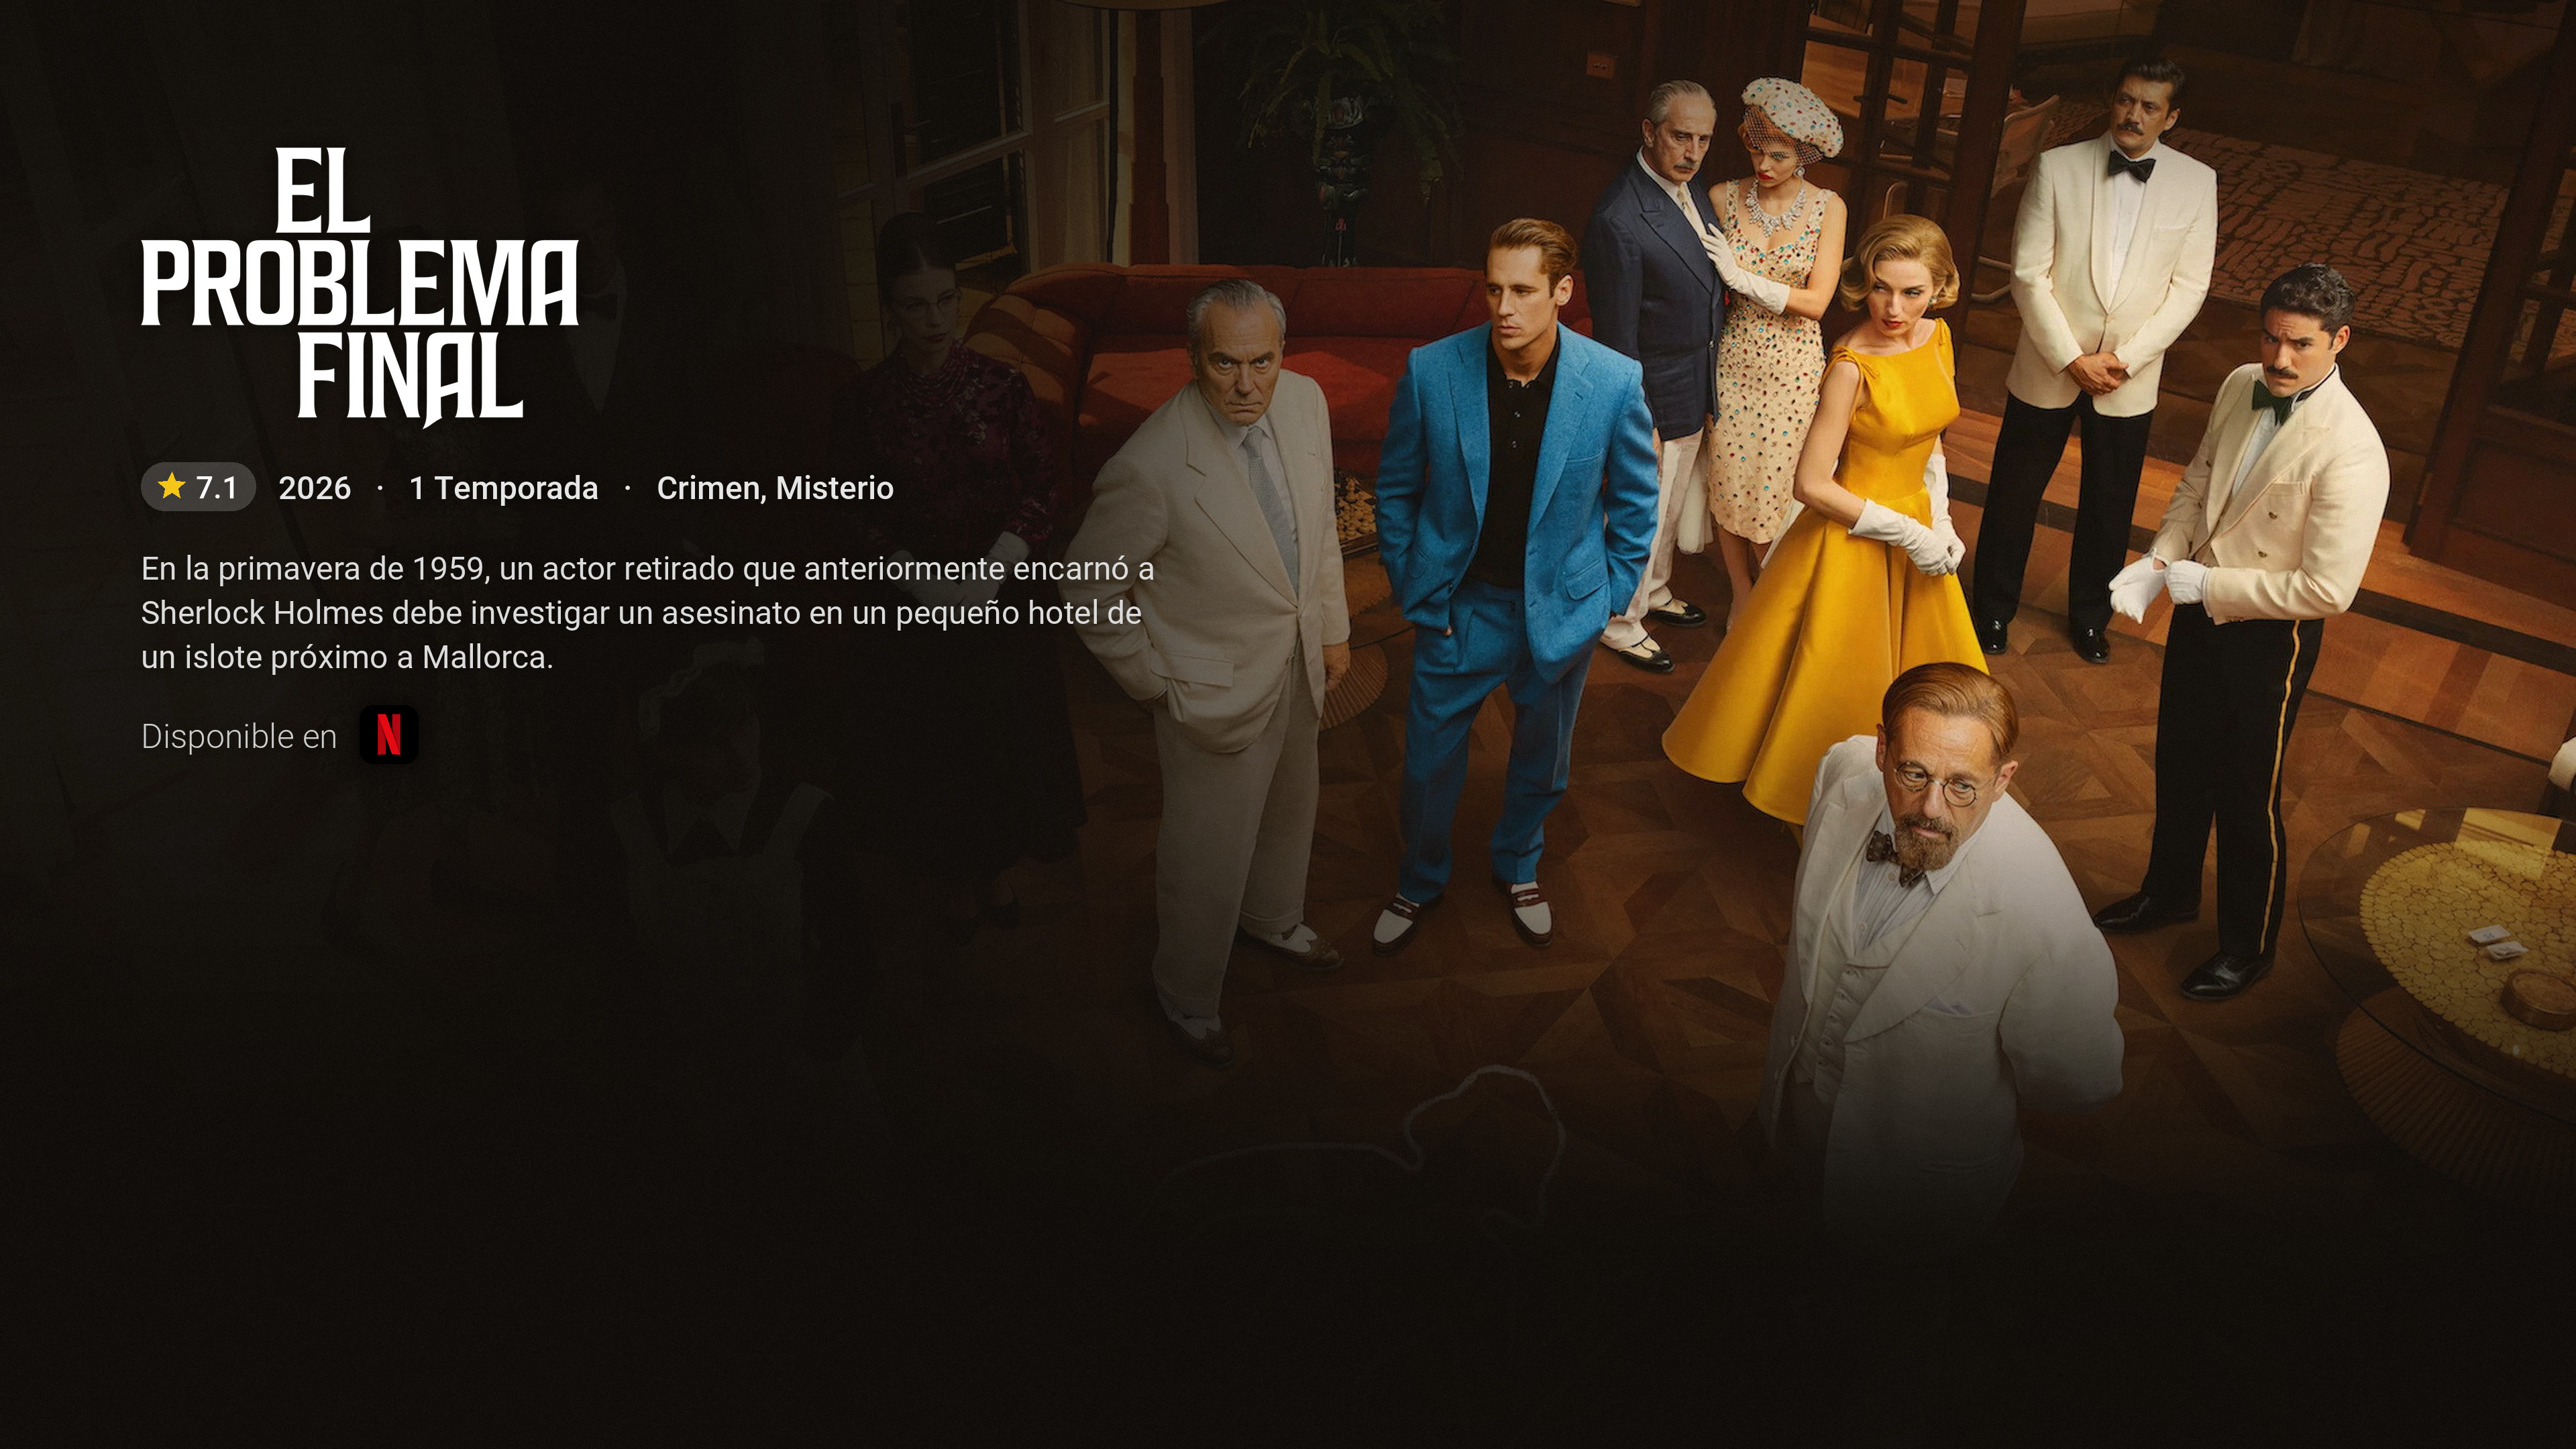 EL
PROBLEMA
FINAL
7.1 2026 · 1 Temporada · Crimen, Misterio
En la primavera de 1959, un actor retirado que anteriormente encarnó a
Sherlock Holmes debe investigar un asesinato en un pequeño hotel de
un islote próximo a Mallorca.
Disponible en N